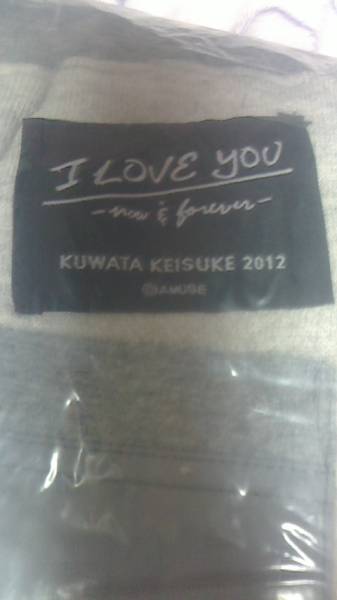 I LOVE YOU
-now & forever-
KUWATA KEISUKE 2012
©AMUSE